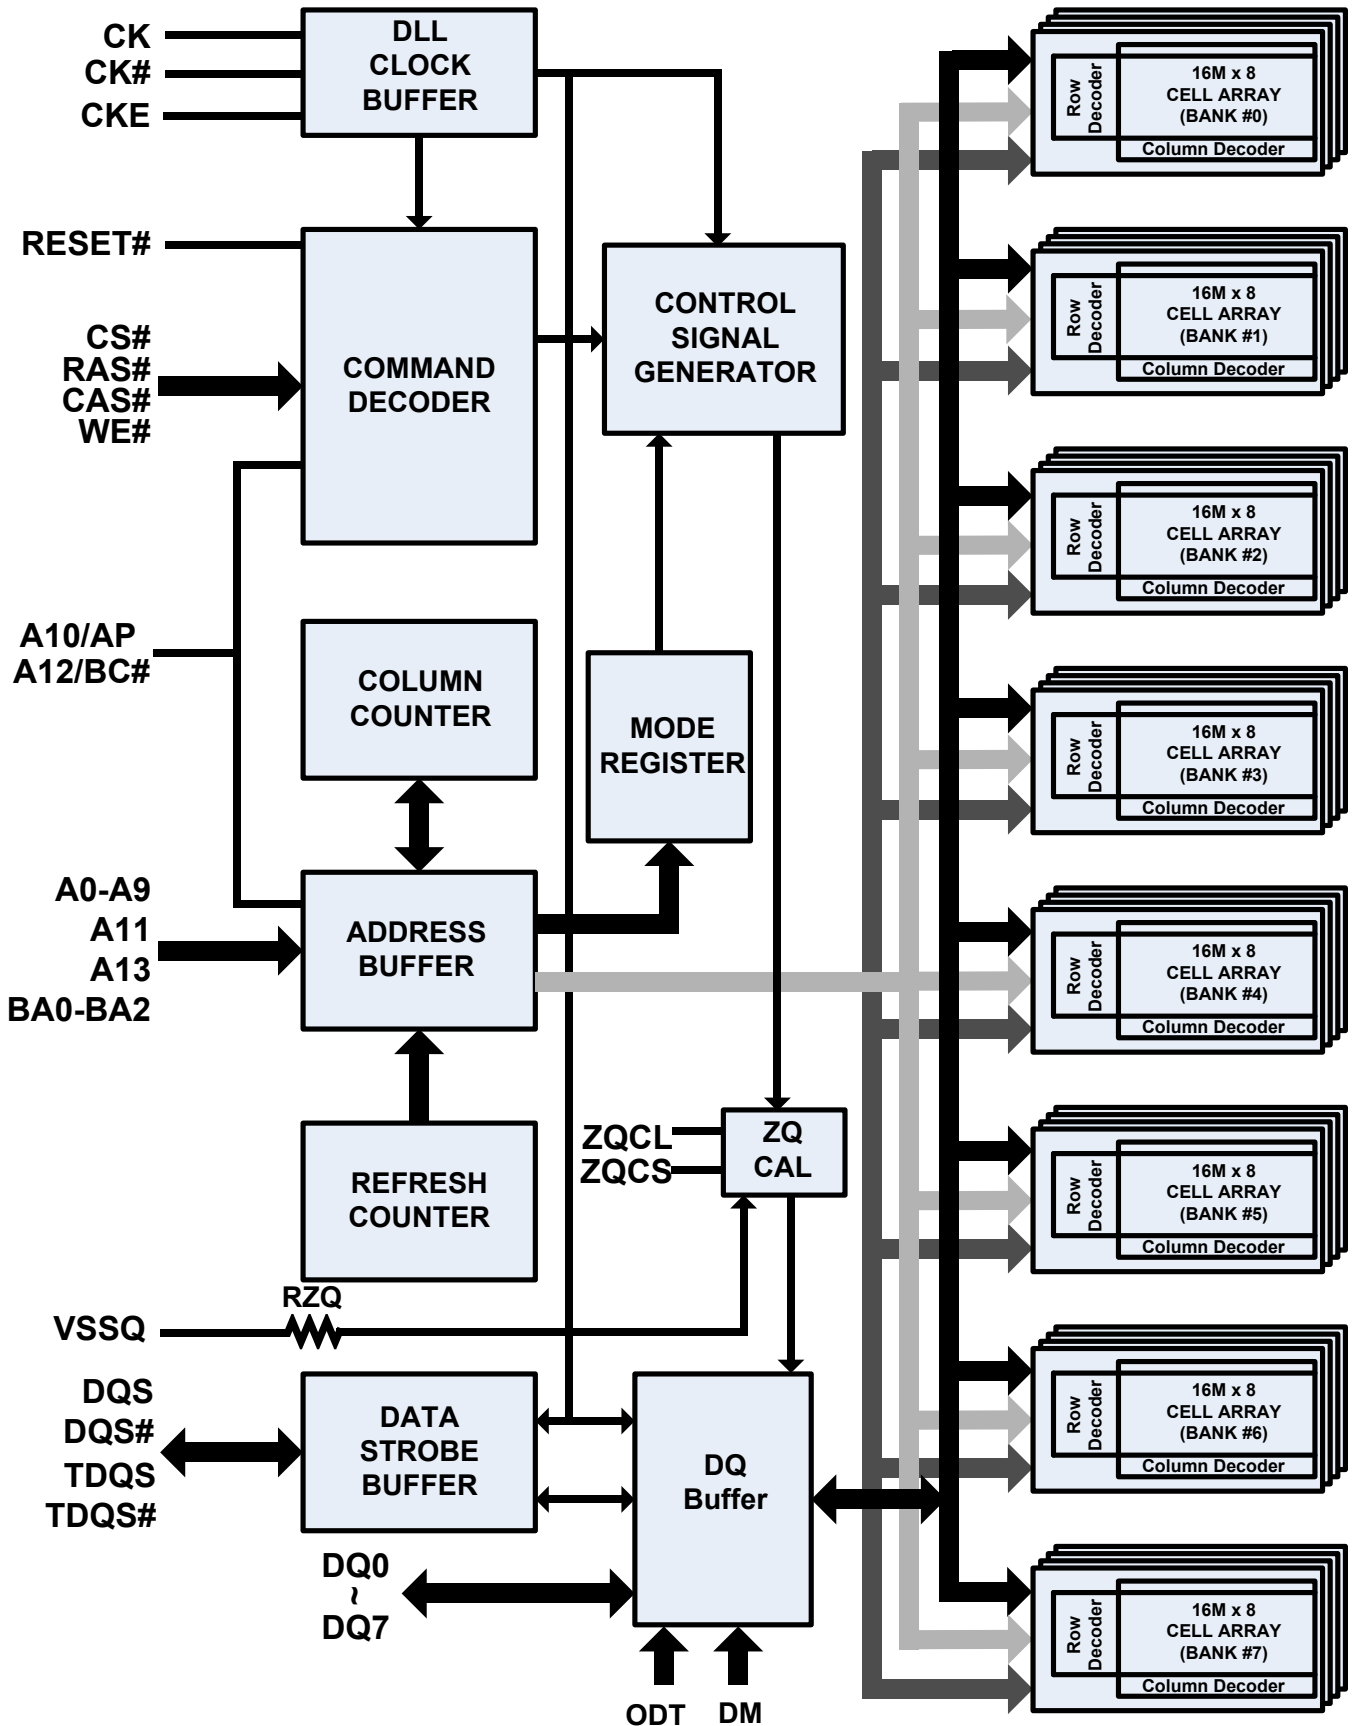 CK
CK#
CKE
DLL
CLOCK
BUFFER
RESET#
CS#
RAS#
CAS#
WE#
COMMAND
DECODER
CONTROL
SIGNAL
GENERATOR
A10/AP
A12/BC#
COLUMN
COUNTER
MODE
REGISTER
A0-A9
A11
A13
BA0-BA2
ADDRESS
BUFFER
REFRESH
COUNTER
ZQCL
ZQCS
ZQ
CAL
VSSQ
RZQ
DQS
DQS#
TDQS
TDQS#
DATA
STROBE
BUFFER
DQ
Buffer
DQ0
~
DQ7
ODT
DM
Row
Decoder
16M x 8
CELL ARRAY
(BANK #0)
Column Decoder
Row
Decoder
16M x 8
CELL ARRAY
(BANK #1)
Column Decoder
Row
Decoder
16M x 8
CELL ARRAY
(BANK #2)
Column Decoder
Row
Decoder
16M x 8
CELL ARRAY
(BANK #3)
Column Decoder
Row
Decoder
16M x 8
CELL ARRAY
(BANK #4)
Column Decoder
Row
Decoder
16M x 8
CELL ARRAY
(BANK #5)
Column Decoder
Row
Decoder
16M x 8
CELL ARRAY
(BANK #6)
Column Decoder
Row
Decoder
16M x 8
CELL ARRAY
(BANK #7)
Column Decoder